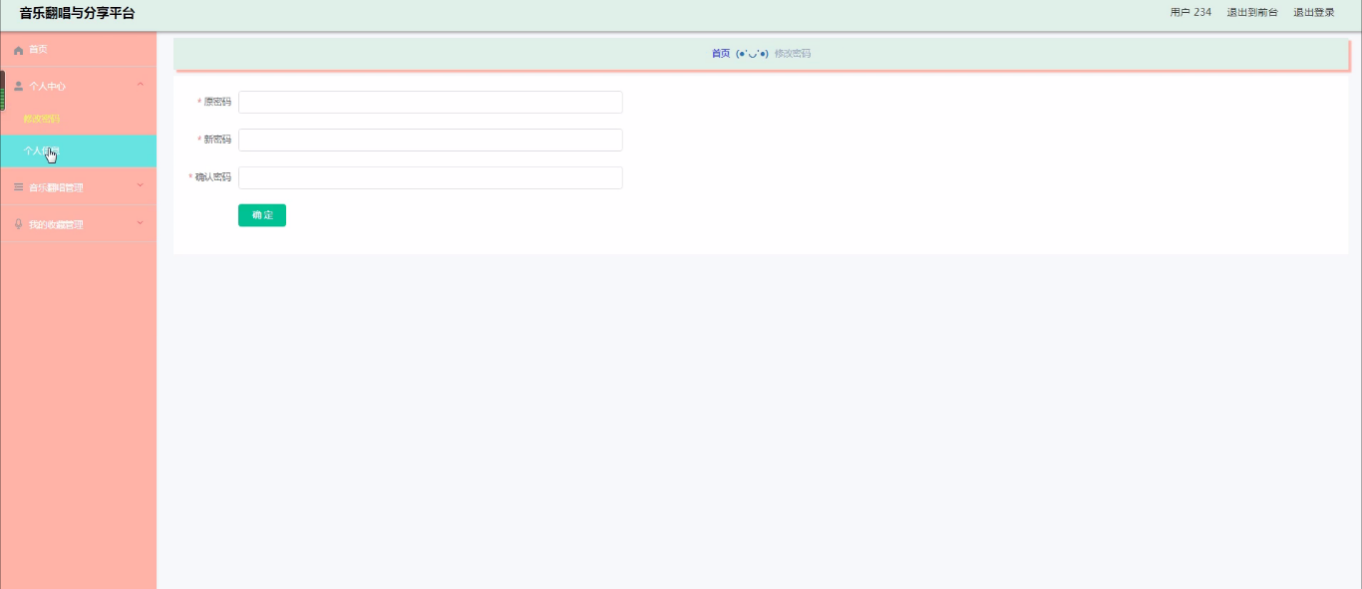 音乐翻唱与分享平台
用户 234 退出到前台 退出登录
首页
个人中心
修改密码
个人信息
音乐翻唱管理
我的收藏管理
首页 (●'◡'●) 修改密码
* 原密码
* 新密码
* 确认密码
确 定